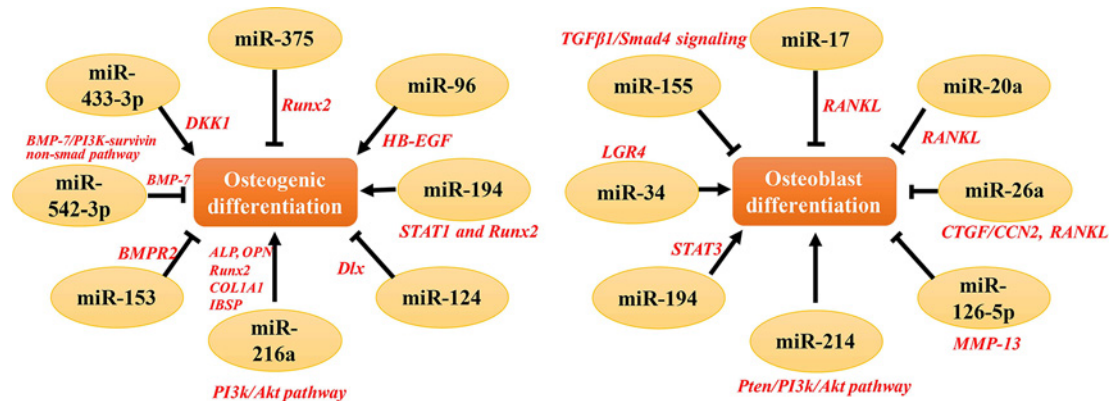 miR-375
miR-
433-3p
DKK1
Runx2
miR-96
HB-EGF
BMP-7/PI3K-survivin
non-smad pathway
miR-
542-3p
BMP-7
Osteogenic
differentiation
miR-194
STAT1 and Runx2
BMPR2
miR-153
ALP, OPN
Runx2
COL1A1
IBSP
miR-
216a
PI3k/Akt pathway
Dlx
miR-124
TGFβ1/Smad4 signaling
miR-17
miR-155
RANKL
miR-20a
RANKL
LGR4
miR-34
Osteoblast
differentiation
miR-26a
CTGF/CCN2, RANKL
STAT3
miR-194
miR-214
Pten/PI3k/Akt pathway
miR-
126-5p
MMP-13